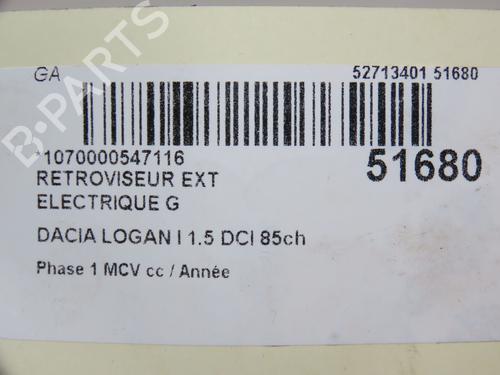 GA 52713401 51680
*1070000547116 51680
RETROVISEUR EXT
ELECTRIQUE G
DACIA LOGAN I 1.5 DCI 85ch
Phase 1 MCV cc / Année
B-PARTS